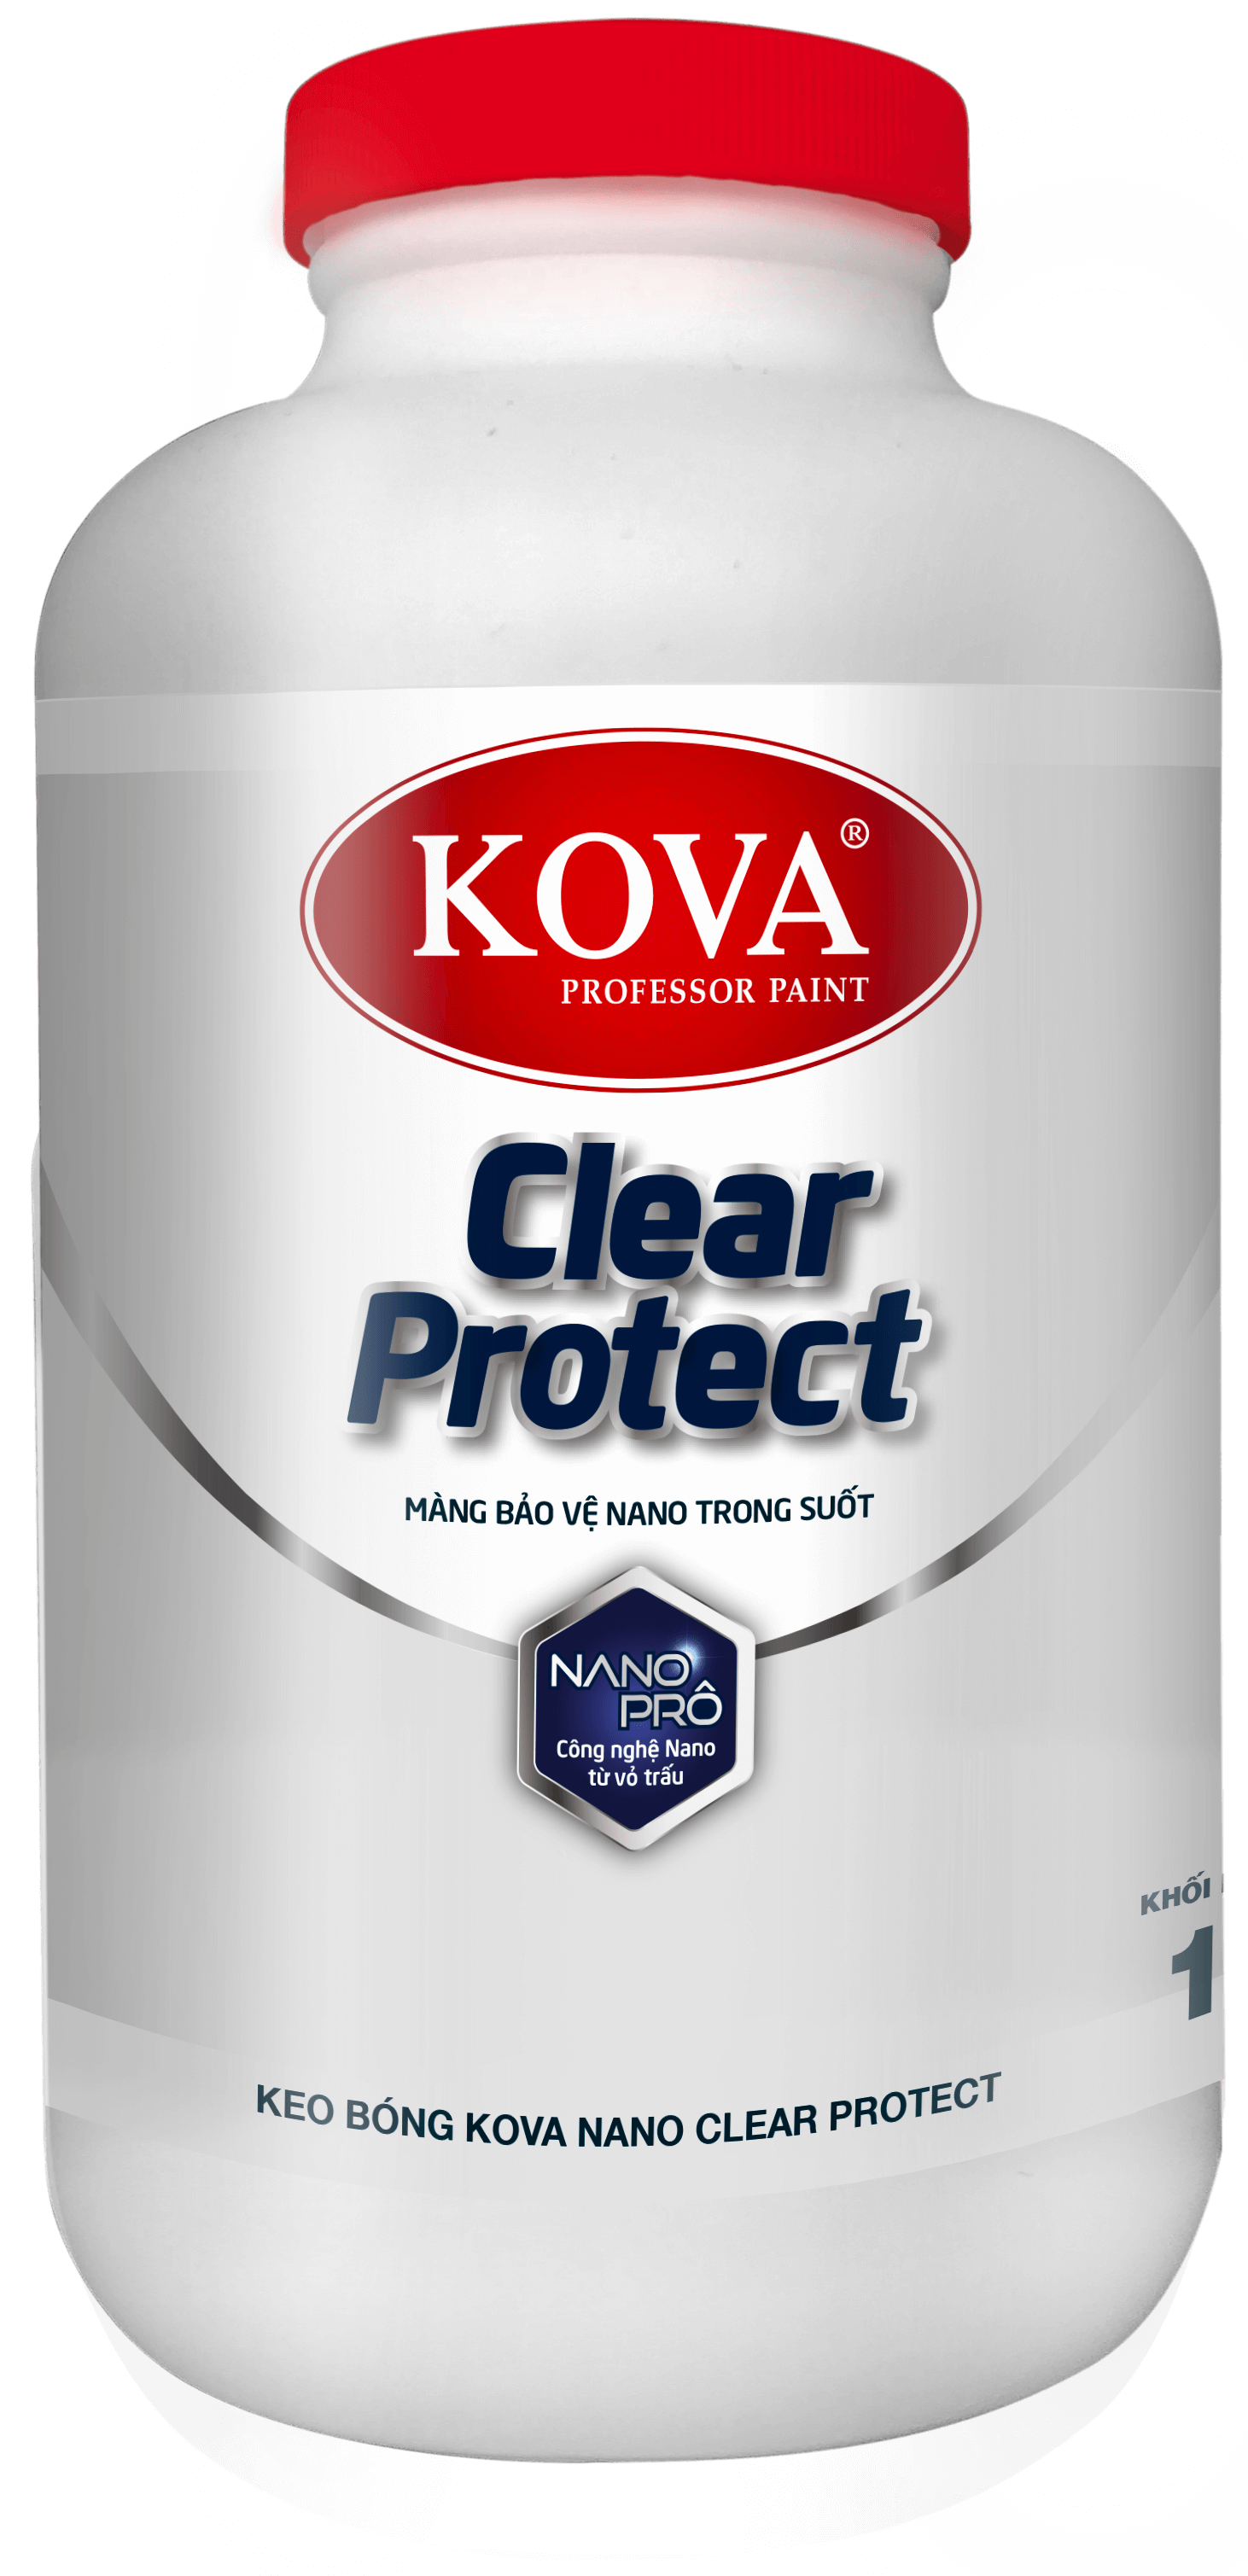 KOVA®
PROFESSOR PAINT
Clear
Protect
MÀNG BẢO VỆ NANO TRONG SUỐT
NANO
PRÔ
Công nghệ Nano
từ vỏ trấu
KHỐI
1
KEO BÓNG KOVA NANO CLEAR PROTECT